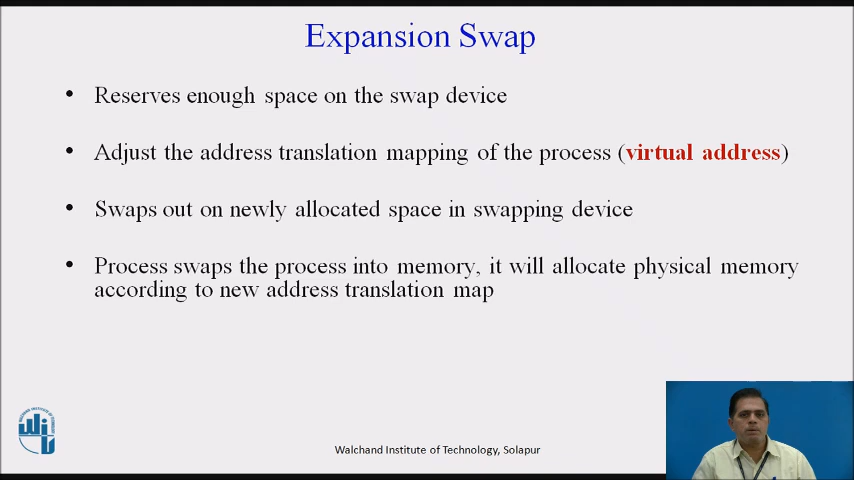 Expansion Swap
• Reserves enough space on the swap device
• Adjust the address translation mapping of the process (virtual address)
• Swaps out on newly allocated space in swapping device
• Process swaps the process into memory, it will allocate physical memory
according to new address translation map
Walchand Institute of Technology, Solapur